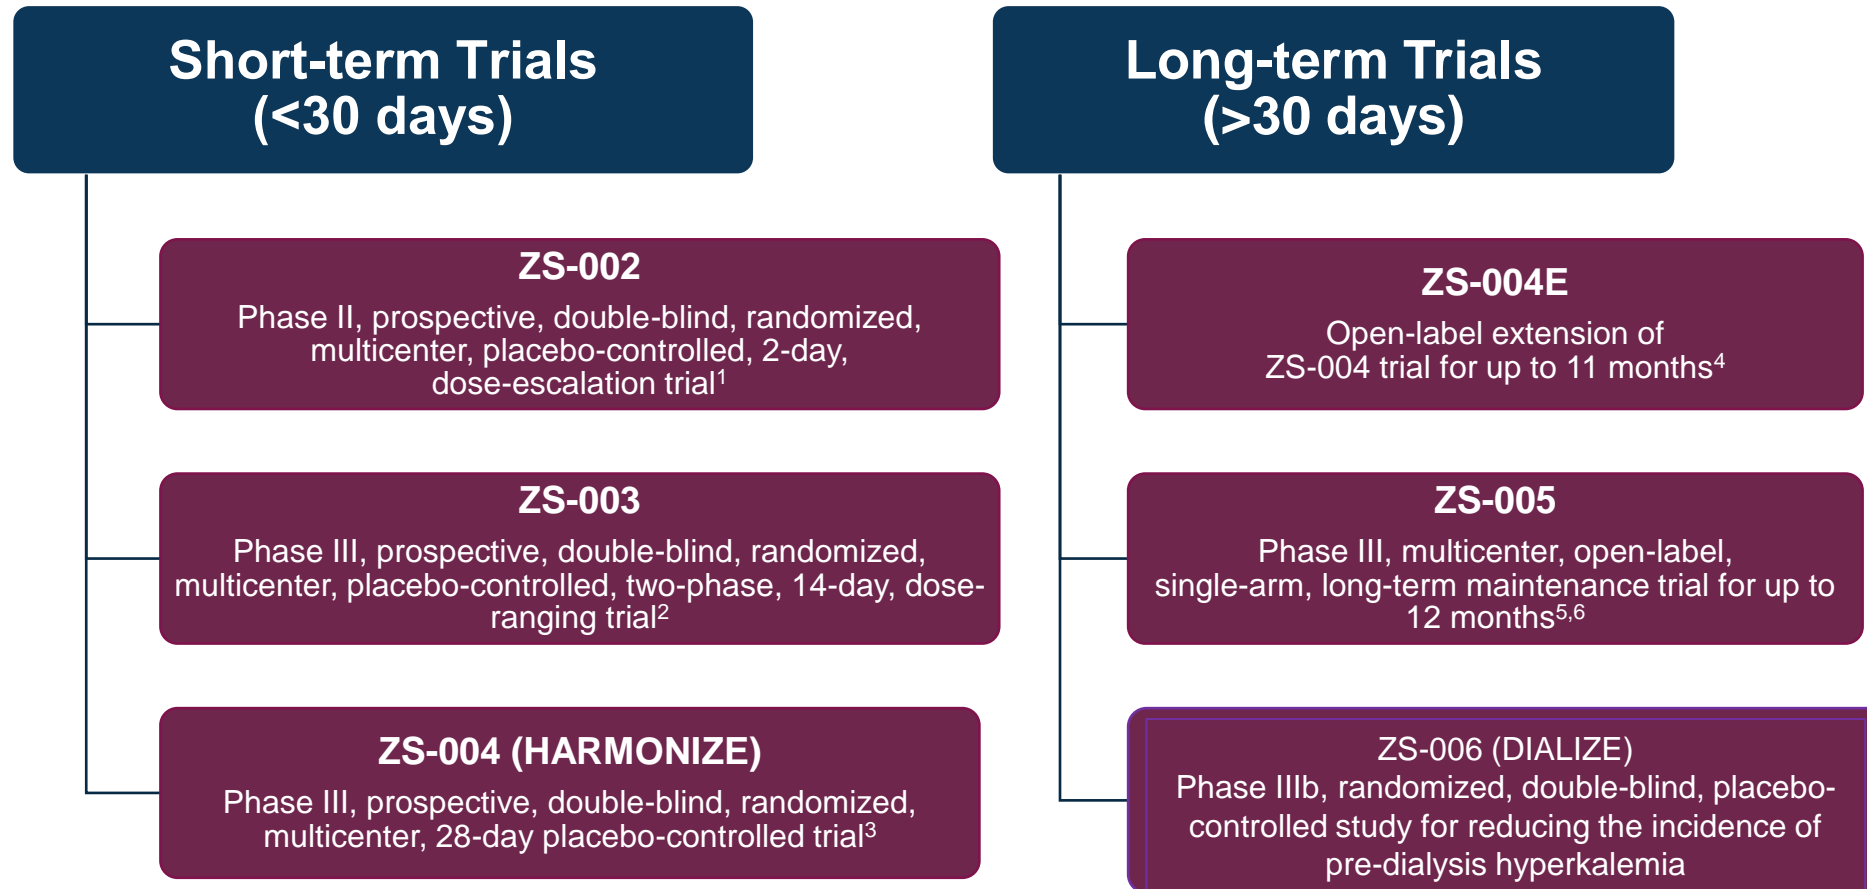 Short-term Trials
(<30 days)
ZS-002
Phase II, prospective, double-blind, randomized,
multicenter, placebo-controlled, 2-day,
dose-escalation trial1
ZS-003
Phase III, prospective, double-blind, randomized,
multicenter, placebo-controlled, two-phase, 14-day, dose-
ranging trial2
ZS-004 (HARMONIZE)
Phase III, prospective, double-blind, randomized,
multicenter, 28-day placebo-controlled trial3
Long-term Trials
(>30 days)
ZS-004E
Open-label extension of
ZS-004 trial for up to 11 months4
ZS-005
Phase III, multicenter, open-label,
single-arm, long-term maintenance trial for up to
12 months5,6
ZS-006 (DIALIZE)
Phase IIIb, randomized, double-blind, placebo-
controlled study for reducing the incidence of
pre-dialysis hyperkalemia